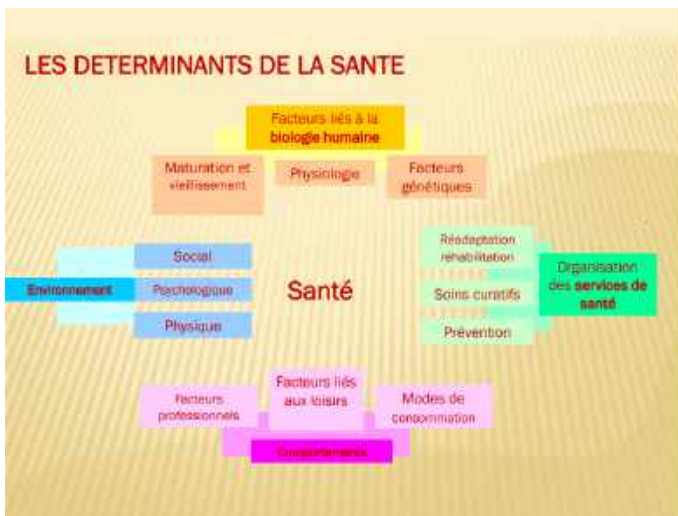 LES DETERMINANTS DE LA SANTE
Facteurs liés à la
biologie humaine
Maturation et
vieillissement
Physiologie
Facteurs
génétiques
Social
Environnement
Psychologique
Physique
Santé
Réadaptation
réhabilitation
Soins curatifs
Prévention
Organisation
des services de
santé
Facteurs
professionnels
Facteurs liés
aux loisirs
Modes de
consommation
Comportements